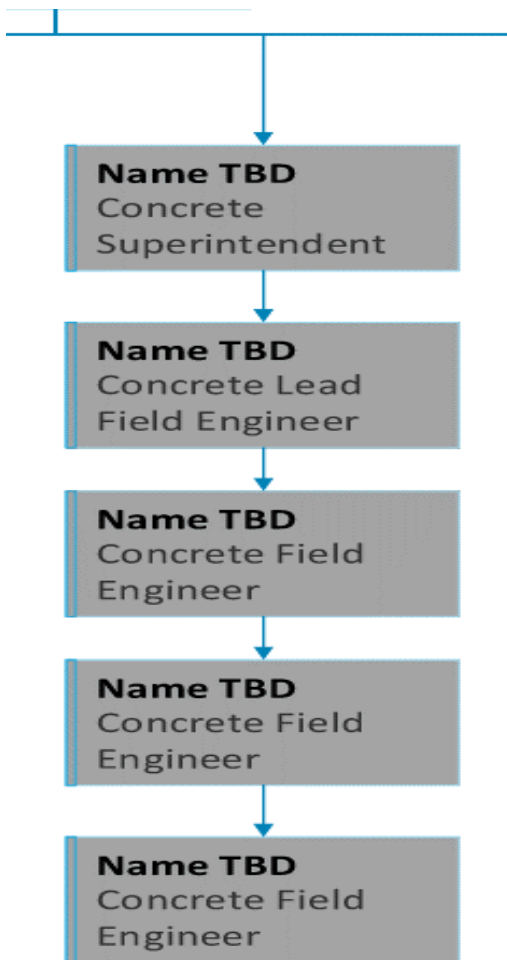 Name TBD
Concrete
Superintendent
Name TBD
Concrete Lead
Field Engineer
Name TBD
Concrete Field
Engineer
Name TBD
Concrete Field
Engineer
Name TBD
Concrete Field
Engineer